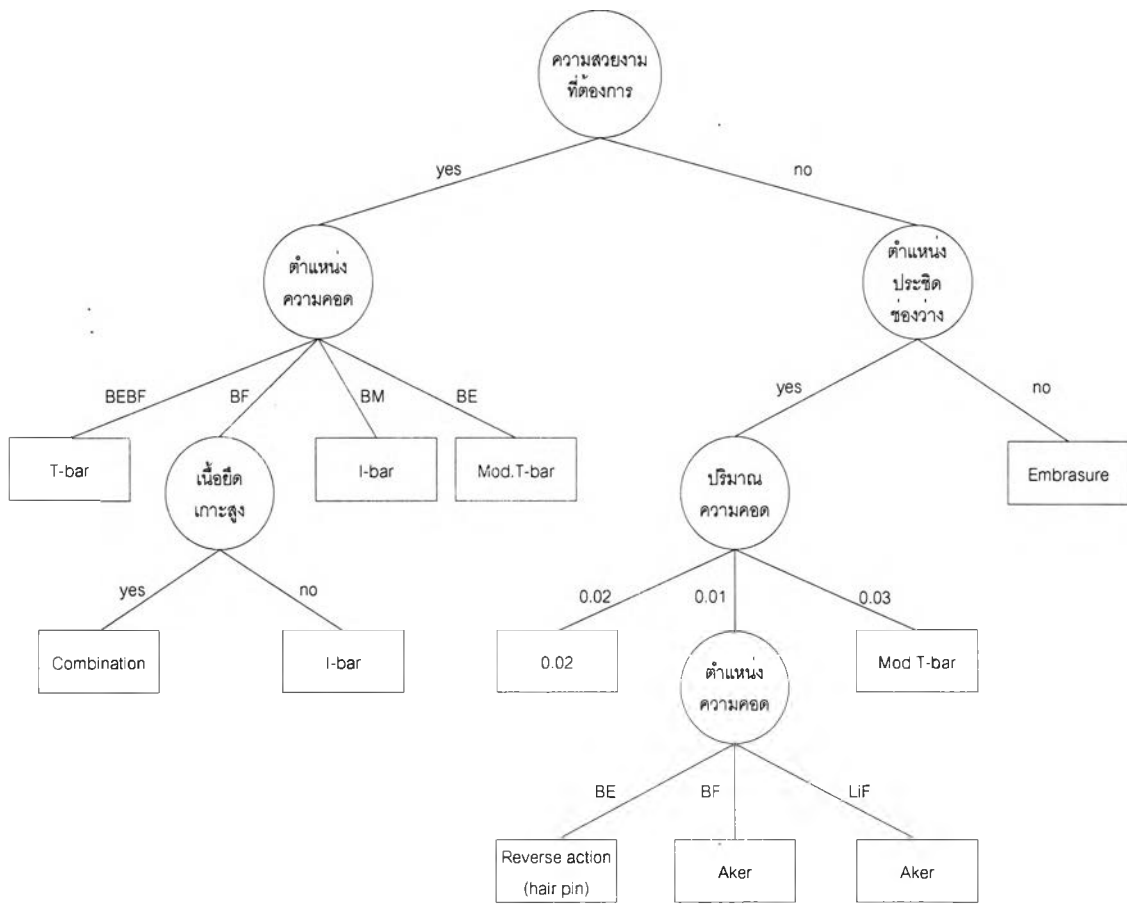 ความสวยงาม
ที่ต้องการ
yes
no
ตำแหน่ง
ความคอด
ตำแหน่ง
ประชิด
ช่องว่าง
BEBF
BF
BM
BE
yes
no
T-bar
เนื้อยึด
เกาะสูง
I-bar
Mod.T-bar
ปริมาณ
ความคอด
Embrasure
yes
no
0.02
0.01
0.03
Combination
I-bar
0.02
ตำแหน่ง
ความคอด
Mod T-bar
BE
BF
LiF
Reverse action
(hair pin)
Aker
Aker